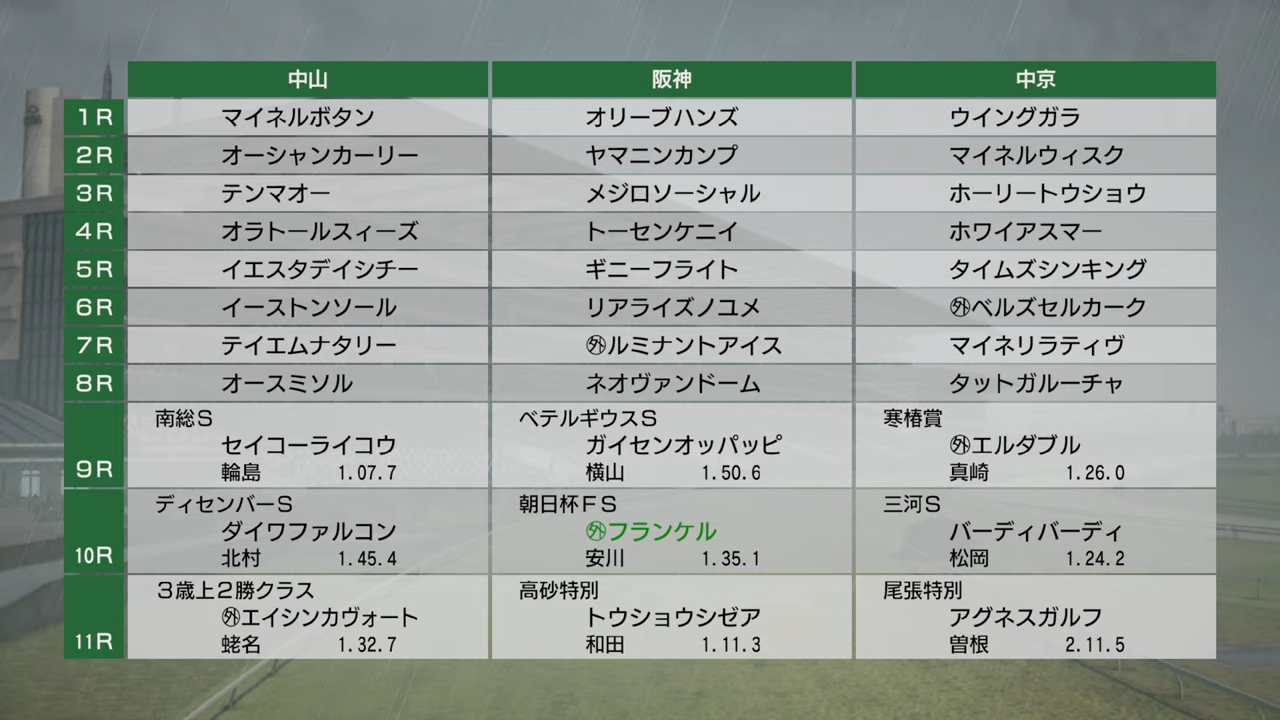 中山 阪神 中京
1R マイネルボタン オリーブハンズ ウイングガラ
2R オーシャンカーリー ヤマニンカンプ マイネルウィスク
3R テンマオー メジロソーシャル ホーリートウショウ
4R オラトールスィーズ トーセンケニイ ホワイアスマー
5R イエスタデイシチー ギニーフライト タイムズシンキング
6R イーストンソール リアライズノユメ ㊕ベルズセルカーク
7R テイエムナタリー ㊕ルミナントアイス マイネリラティヴ
8R オースミソル ネオヴァンドーム タットガルーチャ
南総S ベテルギウスS 寒椿賞
セイコーライコウ ガイセンオッパッピ ㊕エルダブル
9R 輪島 1.07.7 横山 1.50.6 真崎 1.26.0
ディセンバーS 朝日杯FS 三河S
ダイワファルコン ㊕フランケル バーディバーディ
10R 北村 1.45.4 安川 1.35.1 松岡 1.24.2
3歳上2勝クラス 高砂特別 尾張特別
㊕エイシンカヴォート トウショウシゼア アグネスガルフ
11R 蛯名 1.32.7 和田 1.11.3 曽根 2.11.5